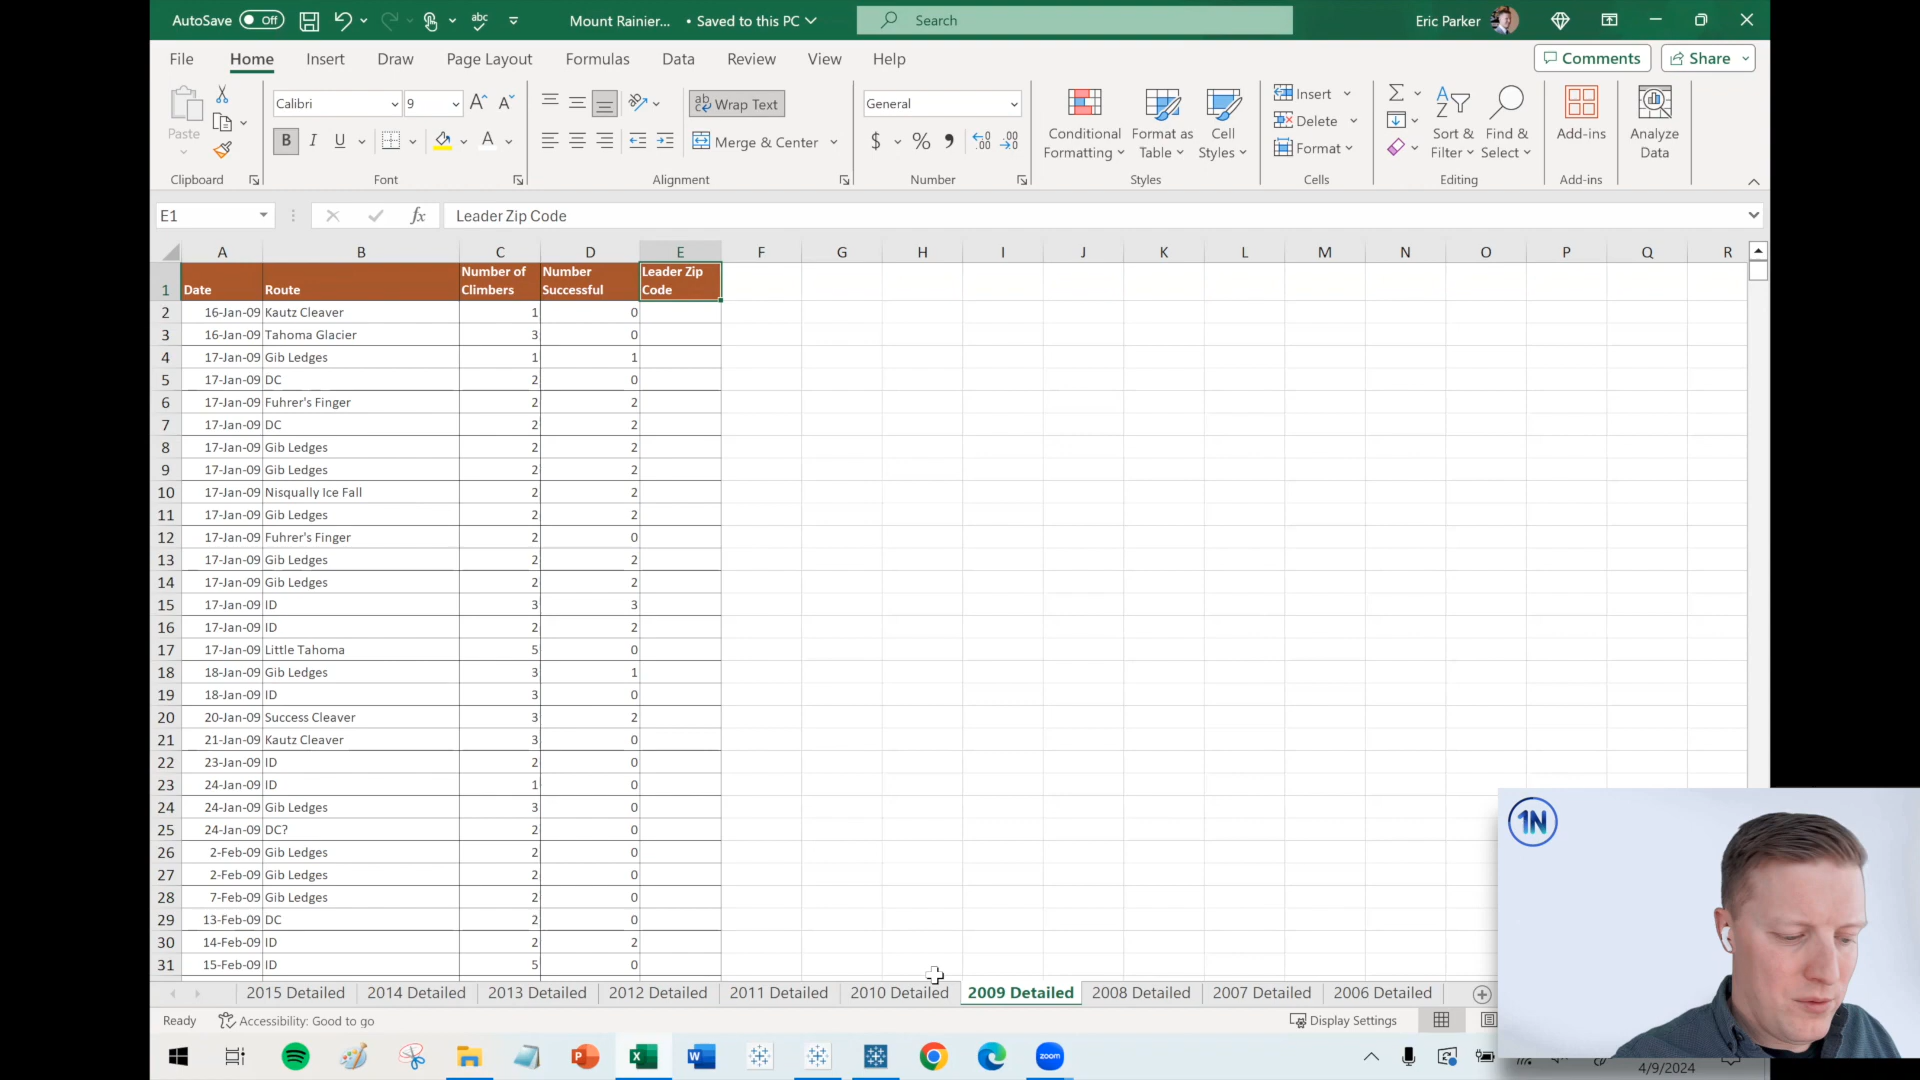 AutoSave Off abc Mount Rainier... • Saved to this PC Search Eric Parker
File Home Insert Draw Page Layout Formulas Data Review View Help Comments Share
Paste Calibri 9 A A B I U A ab Wrap Text Merge & Center General $ % 9
Conditional Formatting Format as Table Cell Styles Insert Delete Format Sort & Filter Find & Select Add-ins Analyze Data
Clipboard Font Alignment Number Styles Cells Editing Add-ins
E1 fx Leader Zip Code
A B C D E F G H I J K L M N O P Q R
1 Date Route Number of Climbers Number Successful Leader Zip Code
2 16-Jan-09 Kautz Cleaver 1 0
3 16-Jan-09 Tahoma Glacier 3 0
4 17-Jan-09 Gib Ledges 1 1
5 17-Jan-09 DC 2 0
6 17-Jan-09 Fuhrer's Finger 2 2
7 17-Jan-09 DC 2 2
8 17-Jan-09 Gib Ledges 2 2
9 17-Jan-09 Gib Ledges 2 2
10 17-Jan-09 Nisqually Ice Fall 2 2
11 17-Jan-09 Gib Ledges 2 2
12 17-Jan-09 Fuhrer's Finger 2 0
13 17-Jan-09 Gib Ledges 2 2
14 17-Jan-09 Gib Ledges 2 2
15 17-Jan-09 ID 3 3
16 17-Jan-09 ID 2 2
17 17-Jan-09 Little Tahoma 5 0
18 18-Jan-09 Gib Ledges 3 1
19 18-Jan-09 ID 3 0
20 20-Jan-09 Success Cleaver 3 2
21 21-Jan-09 Kautz Cleaver 3 0
22 23-Jan-09 ID 2 0
23 24-Jan-09 ID 1 0
24 24-Jan-09 Gib Ledges 3 0
25 24-Jan-09 DC? 2 0
26 2-Feb-09 Gib Ledges 2 0
27 2-Feb-09 Gib Ledges 2 0
28 7-Feb-09 Gib Ledges 2 0
29 13-Feb-09 DC 2 0
30 14-Feb-09 ID 2 2
31 15-Feb-09 ID 5 0
1N
2015 Detailed 2014 Detailed 2013 Detailed 2012 Detailed 2011 Detailed 2010 Detailed 2009 Detailed 2008 Detailed 2007 Detailed 2006 Detailed
Ready Accessibility: Good to go Display Settings
zoom
4/9/2024